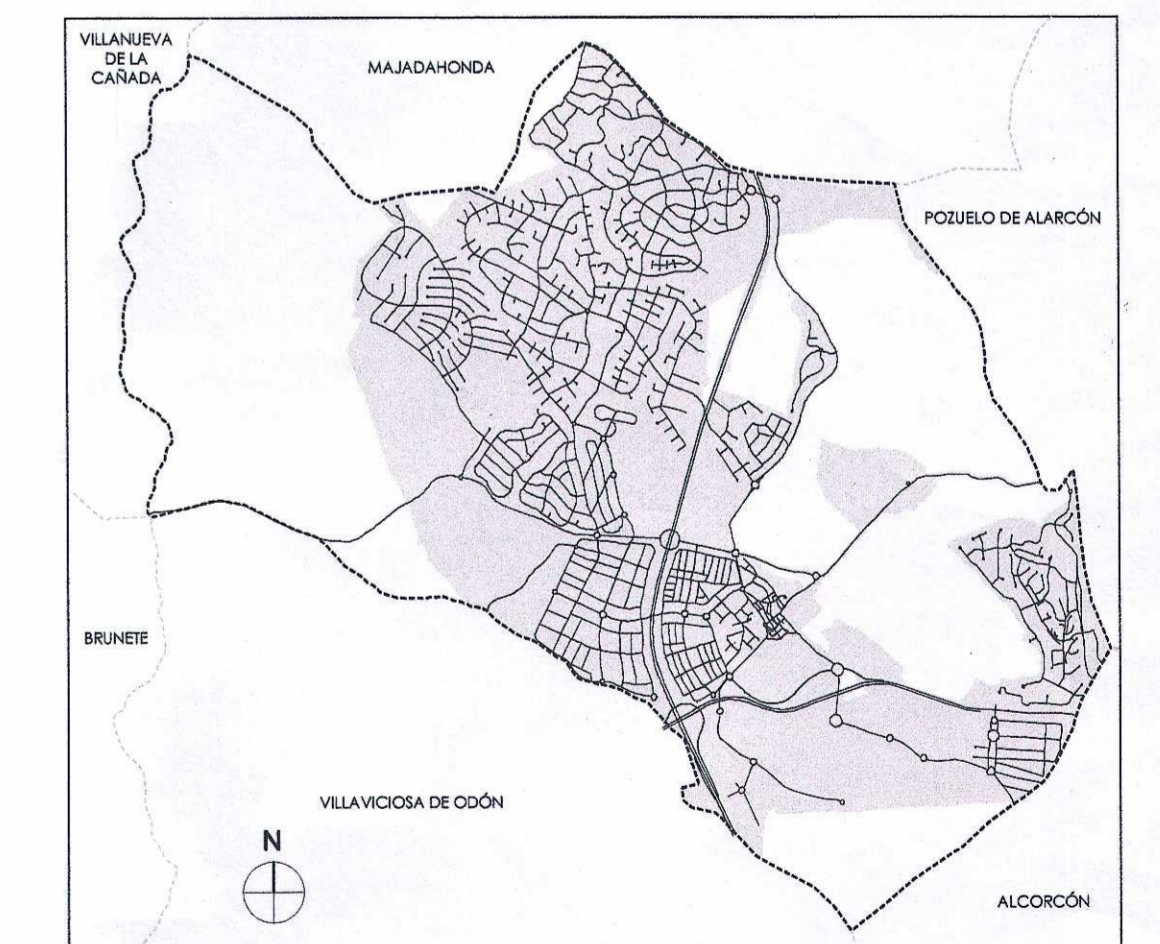 VILLANUEVA
DE LA
CAÑADA
MAJADAHONDA
POZUELO DE ALARCÓN
BRUNETE
VILLAVICIOSA DE ODÓN
N
ALCORCÓN